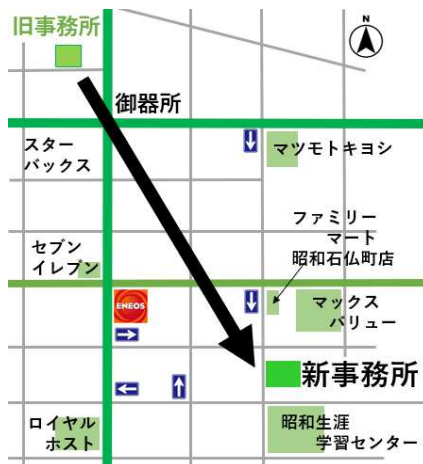 旧事務所
N
御器所
スター
バックス
マツモトキヨシ
ファミリー
マート
昭和石仏町店
セブン
イレブン
ENEOS
マックス
バリュー
新事務所
ロイヤル
ホスト
昭和生涯
学習センター